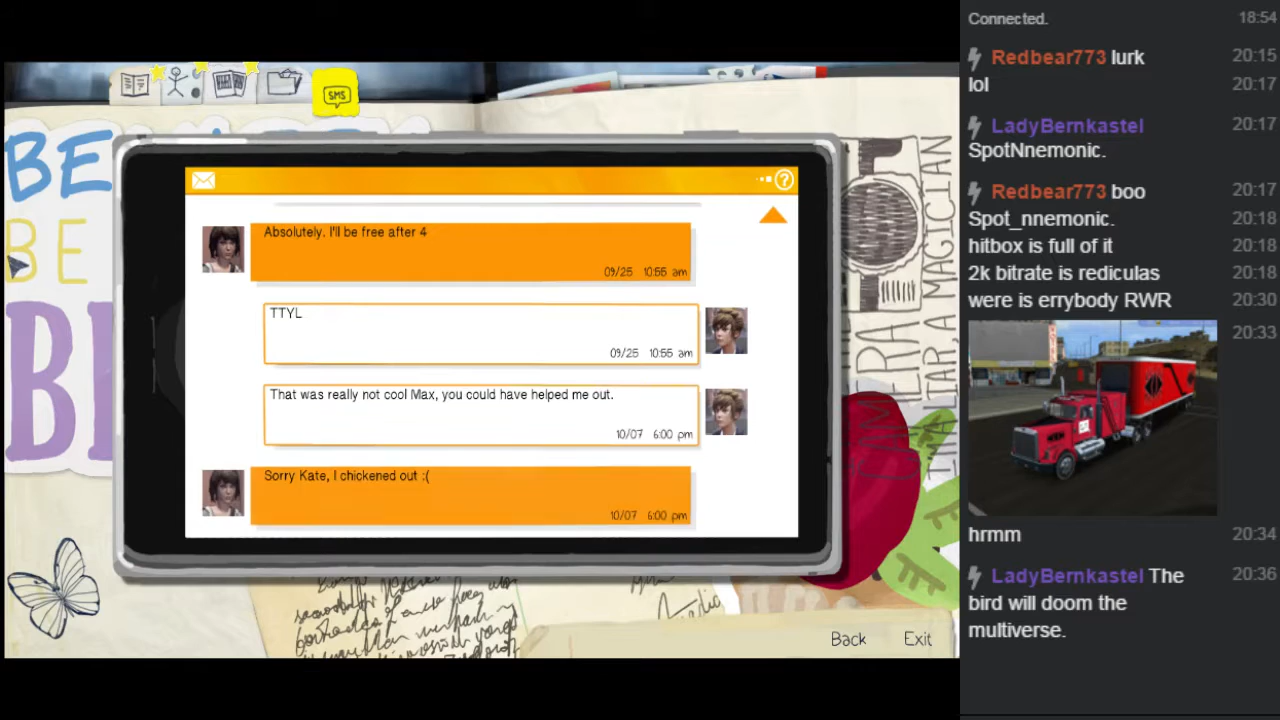 SMS
BE
BE
BE
Absolutely. I'll be free after 4
09/25 10:55 am
TTYL
09/25 10:55 am
That was really not cool Max, you could have helped me out.
10/07 6:00 pm
Sorry Kate, I chickened out :(
10/07 6:00 pm
Back Exit
Connected. 18:54
Redbear773 lurk 20:15
lol 20:17
LadyBernkastel 20:17
SpotNnemonic.
Redbear773 boo 20:17
Spot_nnemonic. 20:18
hitbox is full of it 20:18
2k bitrate is rediculas 20:18
were is errybody RWR 20:30
20:33
hrmm 20:34
LadyBernkastel The 20:36
bird will doom the
multiverse.